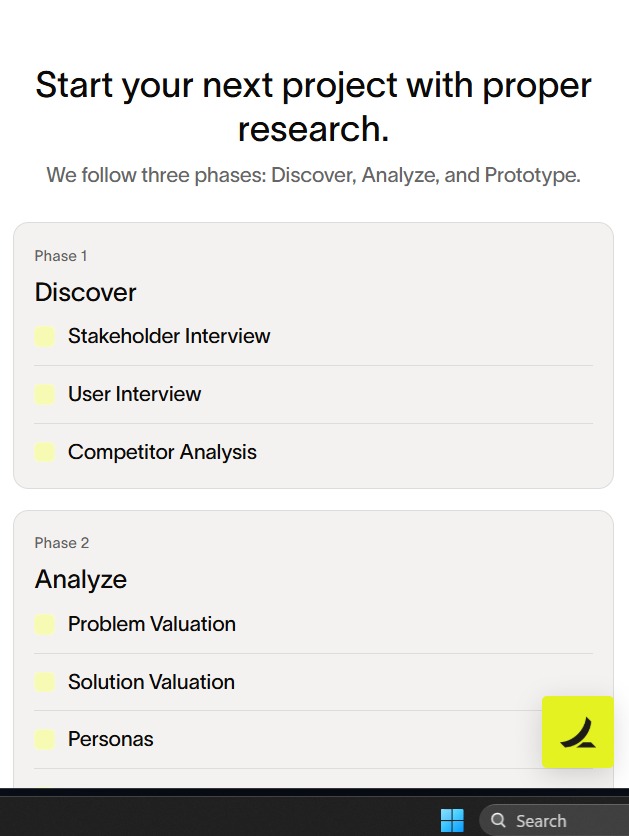 Start your next project with proper
research.
We follow three phases: Discover, Analyze, and Prototype.
Phase 1
Discover
Stakeholder Interview
User Interview
Competitor Analysis
Phase 2
Analyze
Problem Valuation
Solution Valuation
Personas
Search